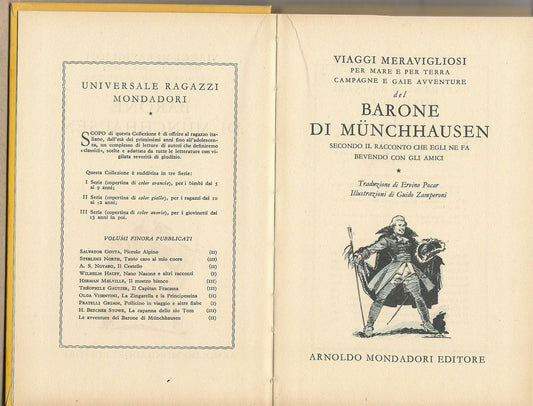 UNIVERSALE RAGAZZI
MONDADORI
★
SCOPO di questa Collezione è di offrire al ragazzo
italiano, dall'età dei primissimi anni fino all'adolescen-
za, un complesso di letture di autori che definiremo
«classici», scelte e adattate da tutte le letterature con vi-
gilata severità di giudizio.
Questa Collezione è suddivisa in tre Serie:
I Serie (copertina di color arancio), per i bimbi dai 5
ai 9 anni;
II Serie (copertina di color giallo), per i ragazzi dai 10
ai 12 anni;
III Serie (copertina di color avorio), per i giovinetti dai
13 anni in poi.
VOLUMI FINORA PUBBLICATI
SALVATOR GOTTA, Piccolo Alpino (II)
STERLING NORTH, Tanto caro al mio cuore (III)
A. S. NOVARO, Il Cestello (I)
WILHELM HAUFF, Nano Nasone e altri racconti (I)
HERMAN MELVILLE, Il mostro bianco (III)
THÉOPHILE GAUTIER, Il Capitan Fracassa (III)
OLGA VISENTINI, La Zingarella e la Principessina (II)
FRATELLI GRIMM, Pollicino in viaggio e altre fiabe (I)
H. BEECHER STOWE, La capanna dello zio Tom (II)
Le avventure del Barone di Münchhausen (II)
VIAGGI MERAVIGLIOSI
PER MARE E PER TERRA
CAMPAGNE E GAIE AVVENTURE
del
BARONE
DI MÜNCHHAUSEN
SECONDO IL RACCONTO CHE EGLI NE FA
BEVENDO CON GLI AMICI
★
Traduzione di Ervino Pocar
Illustrazioni di Guido Zamperoni
ARNOLDO MONDADORI EDITORE